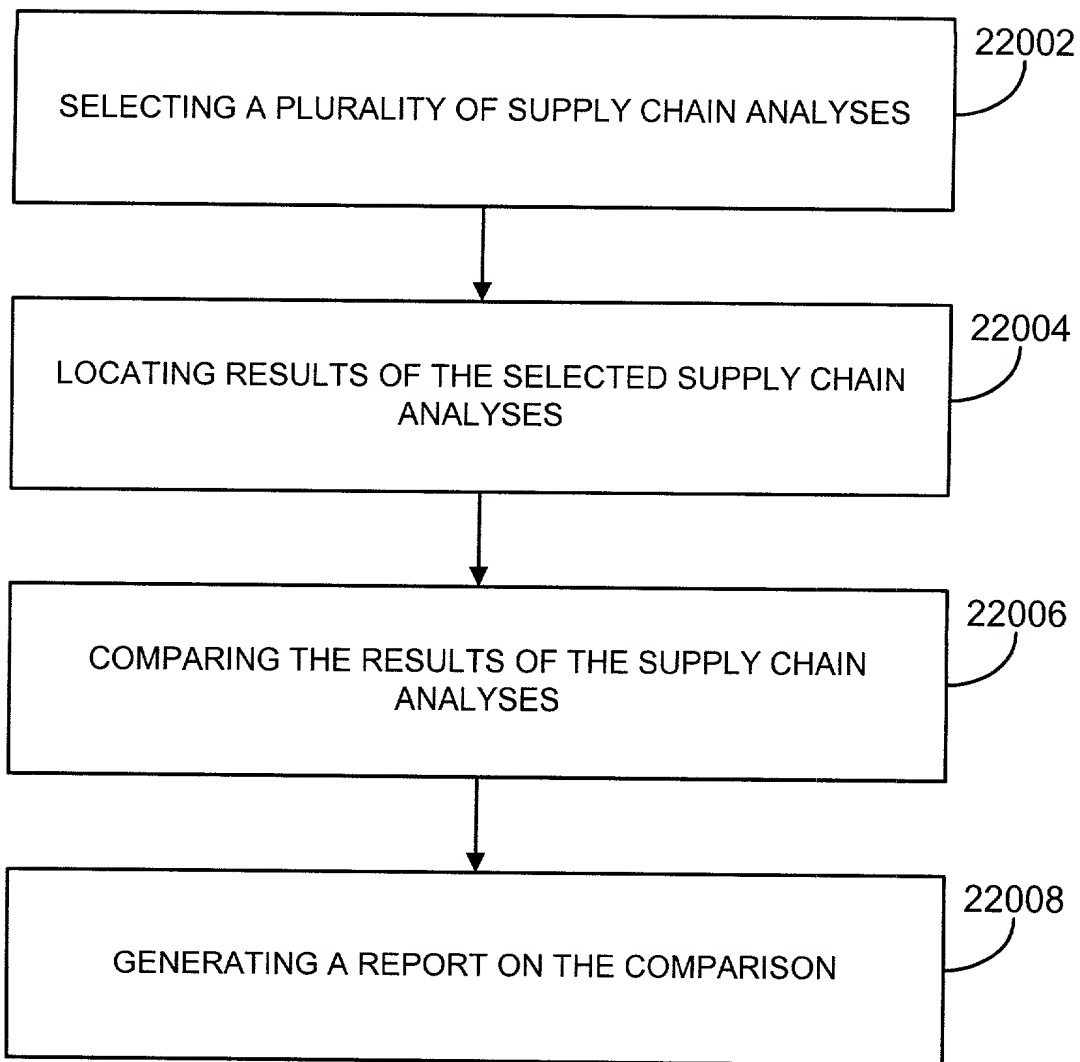 22002
SELECTING A PLURALITY OF SUPPLY CHAIN ANALYSES
22004
LOCATING RESULTS OF THE SELECTED SUPPLY CHAIN
ANALYSES
22006
COMPARING THE RESULTS OF THE SUPPLY CHAIN
ANALYSES
22008
GENERATING A REPORT ON THE COMPARISON